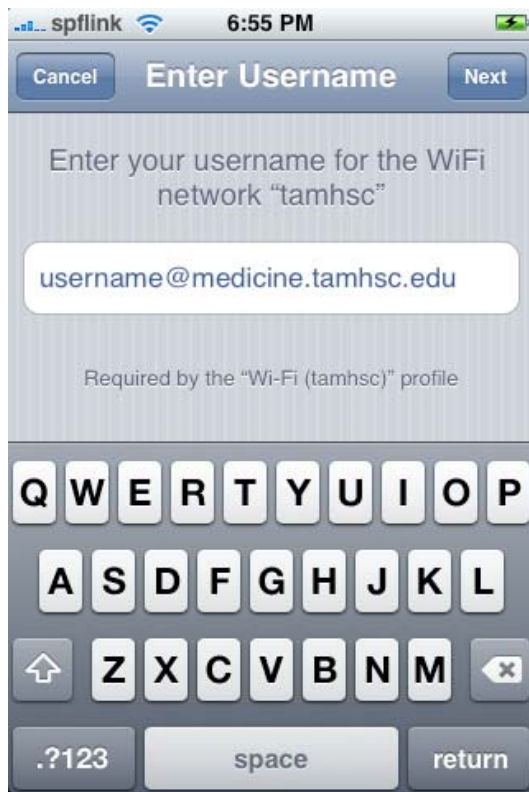 spflink 6:55 PM
Cancel Enter Username Next
Enter your username for the WiFi
network “tamhsc”
username@medicine.tamhsc.edu
Required by the “Wi-Fi (tamhsc)” profile
Q W E R T Y U I O P
A S D F G H J K L
Z X C V B N M
.?123 space return